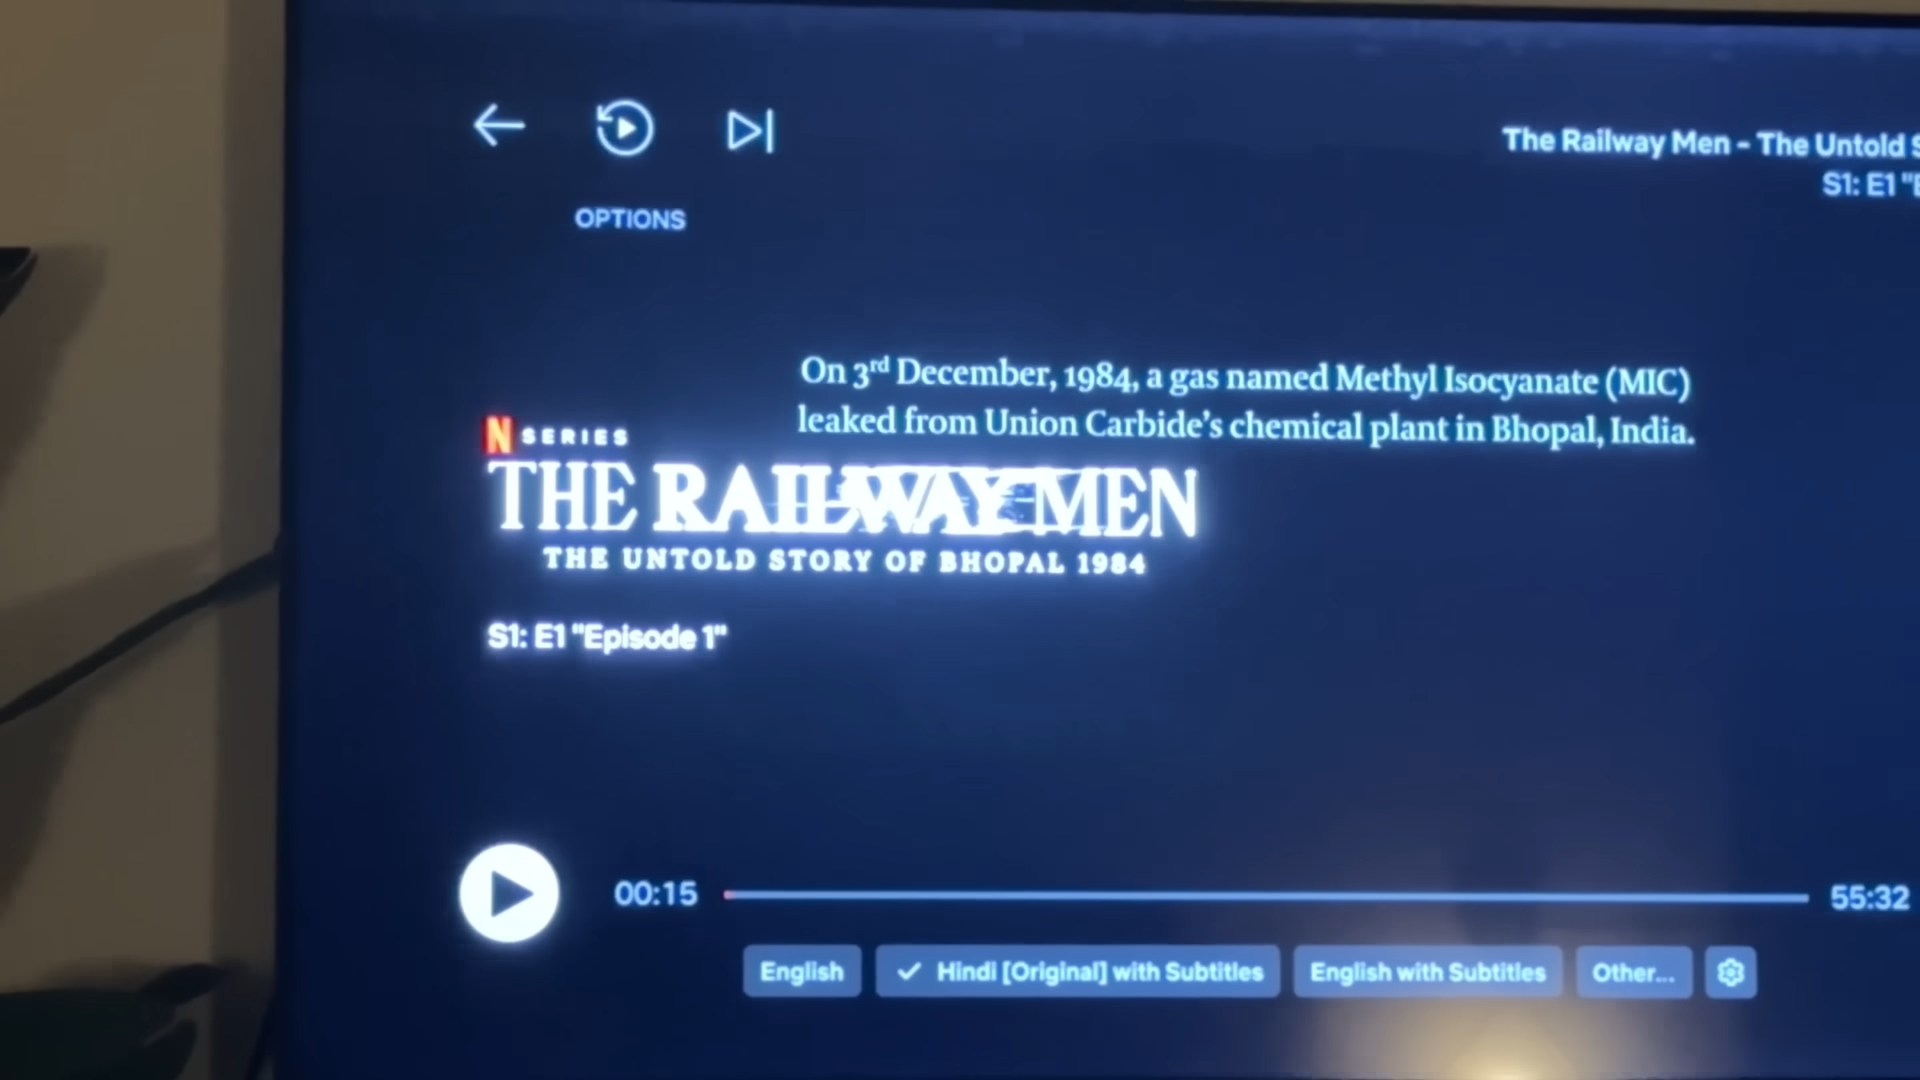 The Railway Men - The Untold
S1: E1 "E
OPTIONS
On 3rd December, 1984, a gas named Methyl Isocyanate (MIC)
leaked from Union Carbide's chemical plant in Bhopal, India.
N SERIES
THE RAILWAY MEN
THE UNTOLD STORY OF BHOPAL 1984
S1: E1 "Episode 1"
00:15
55:32
English
Hindi [Original] with Subtitles
English with Subtitles
Other...